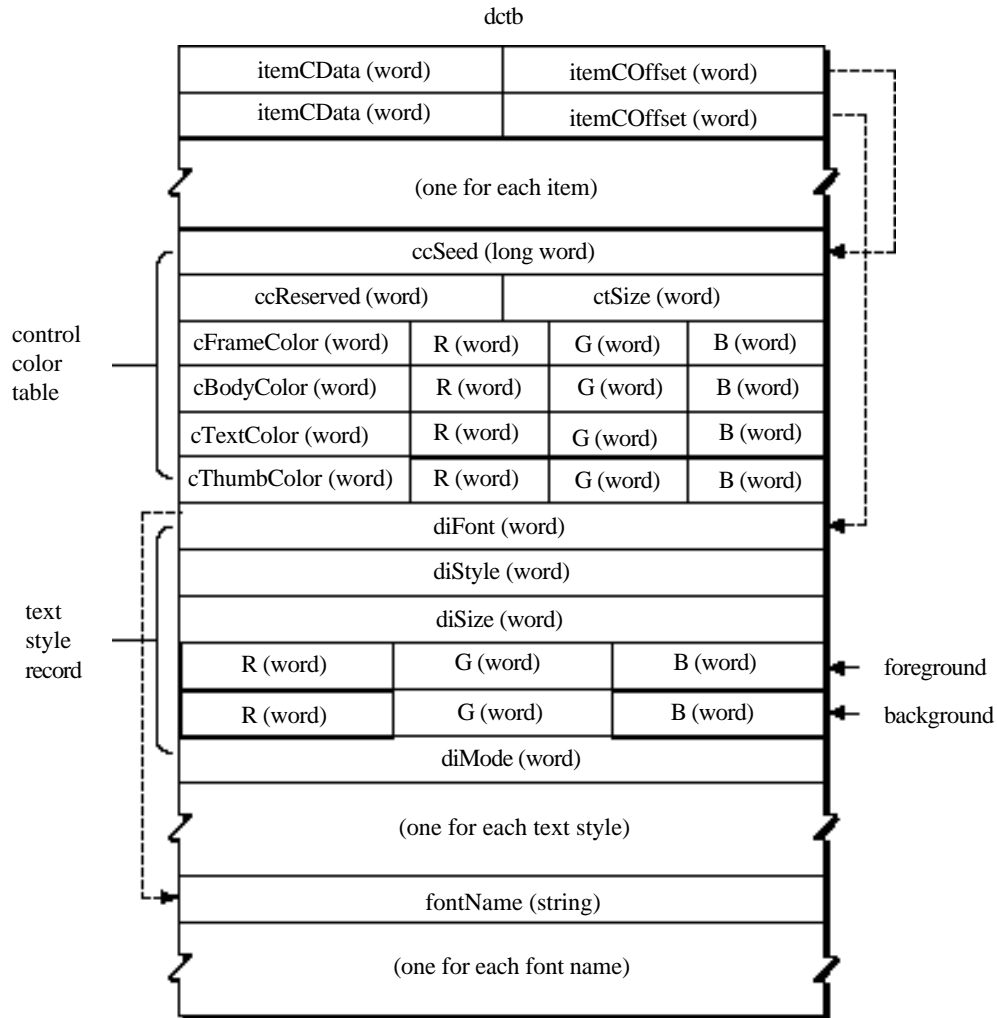 dctb
itemCData (word) itemCOffset (word)
itemCData (word) itemCOffset (word)
(one for each item)
ccSeed (long word)
ccReserved (word) ctSize (word)
control
color
table
cFrameColor (word) R (word) G (word) B (word)
cBodyColor (word) R (word) G (word) B (word)
cTextColor (word) R (word) G (word) B (word)
cThumbColor (word) R (word) G (word) B (word)
diFont (word)
diStyle (word)
diSize (word)
text
style
record
R (word) G (word) B (word) foreground
R (word) G (word) B (word) background
diMode (word)
(one for each text style)
fontName (string)
(one for each font name)